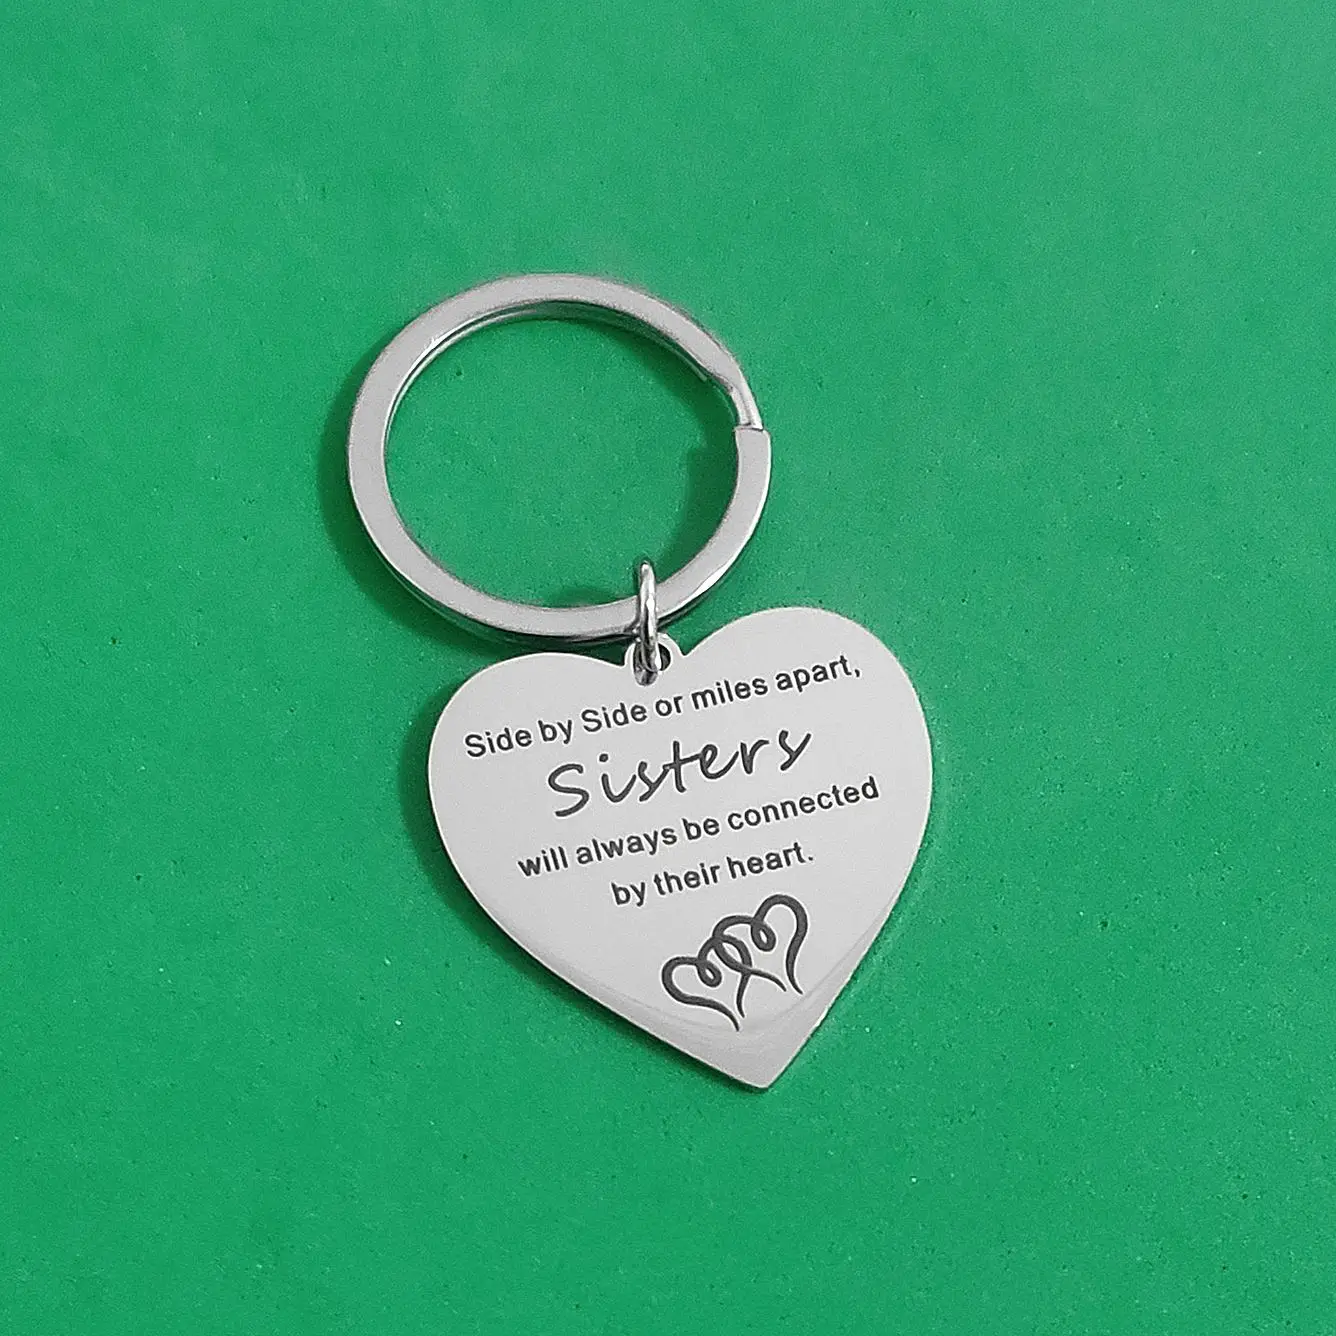 Side by Side or miles apart,
Sisters
will always be connected
by their heart.